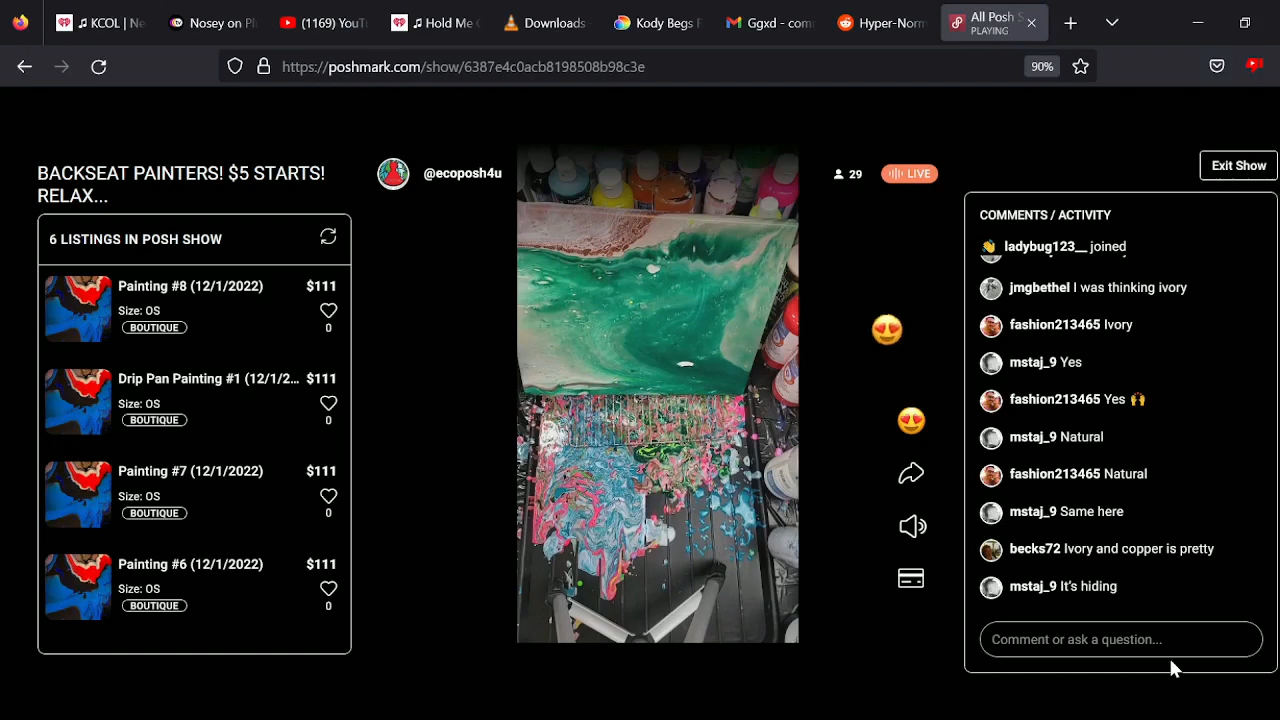 KCOL | Ne
Nosey on Pl
(1169) YouTu
Hold Me C
Downloads
Kody Begs F
Ggxd - com
Hyper-Norm
All Posh S
PLAYING
https://poshmark.com/show/6387e4c0acb8198508b98c3e
90%
BACKSEAT PAINTERS! $5 STARTS!
RELAX...
6 LISTINGS IN POSH SHOW
Painting #8 (12/1/2022) $111
Size: OS
BOUTIQUE 0
Drip Pan Painting #1 (12/1/2... $111
Size: OS
BOUTIQUE 0
Painting #7 (12/1/2022) $111
Size: OS
BOUTIQUE 0
Painting #6 (12/1/2022) $111
Size: OS
BOUTIQUE 0
@ecoposh4u
29 LIVE
Exit Show
COMMENTS / ACTIVITY
ladybug123__ joined
jmgbethel I was thinking ivory
fashion213465 Ivory
mstaj_9 Yes
fashion213465 Yes 🙌
mstaj_9 Natural
fashion213465 Natural
mstaj_9 Same here
becks72 Ivory and copper is pretty
mstaj_9 It's hiding
Comment or ask a question...